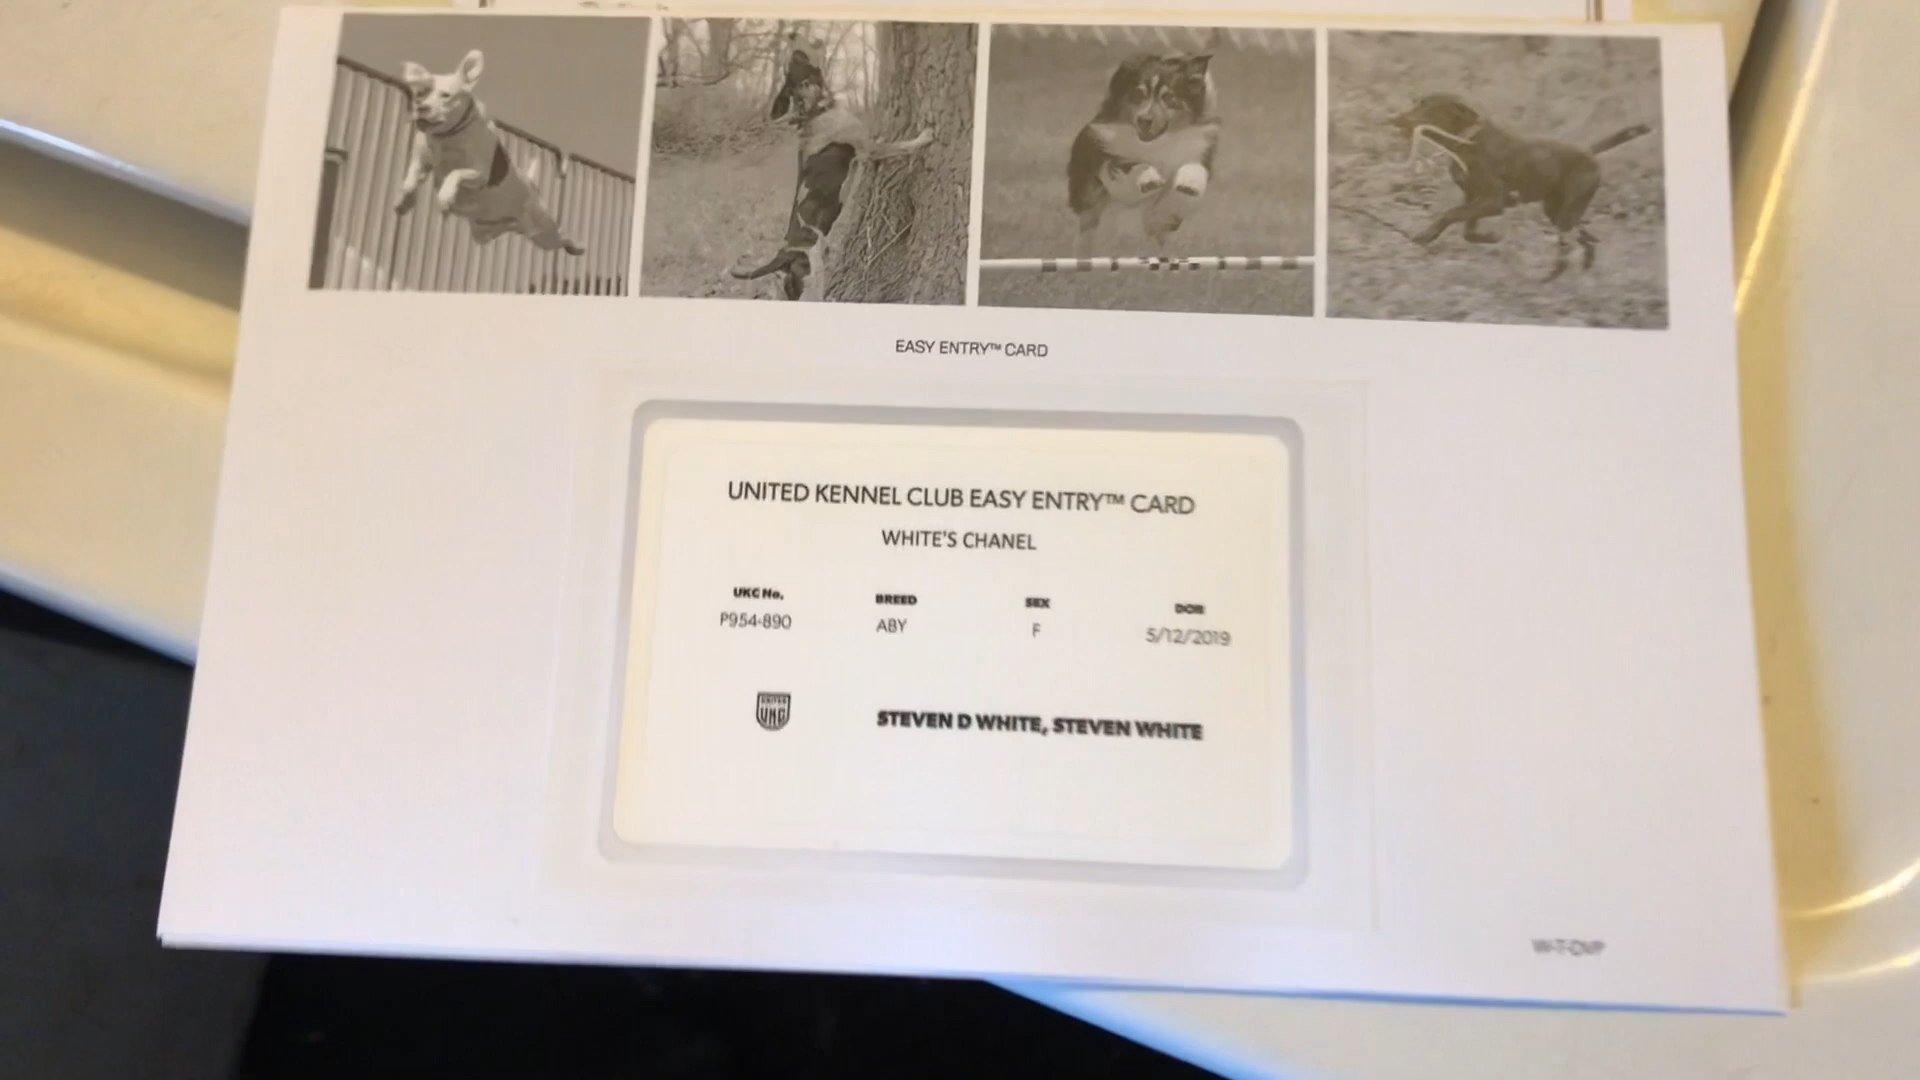 EASY ENTRY™ CARD
UNITED KENNEL CLUB EASY ENTRY™ CARD
WHITE'S CHANEL
UKC No. BREED SEX DOB
P954-890 ABY F 5/12/2019
UNITED
UKC
STEVEN D WHITE, STEVEN WHITE